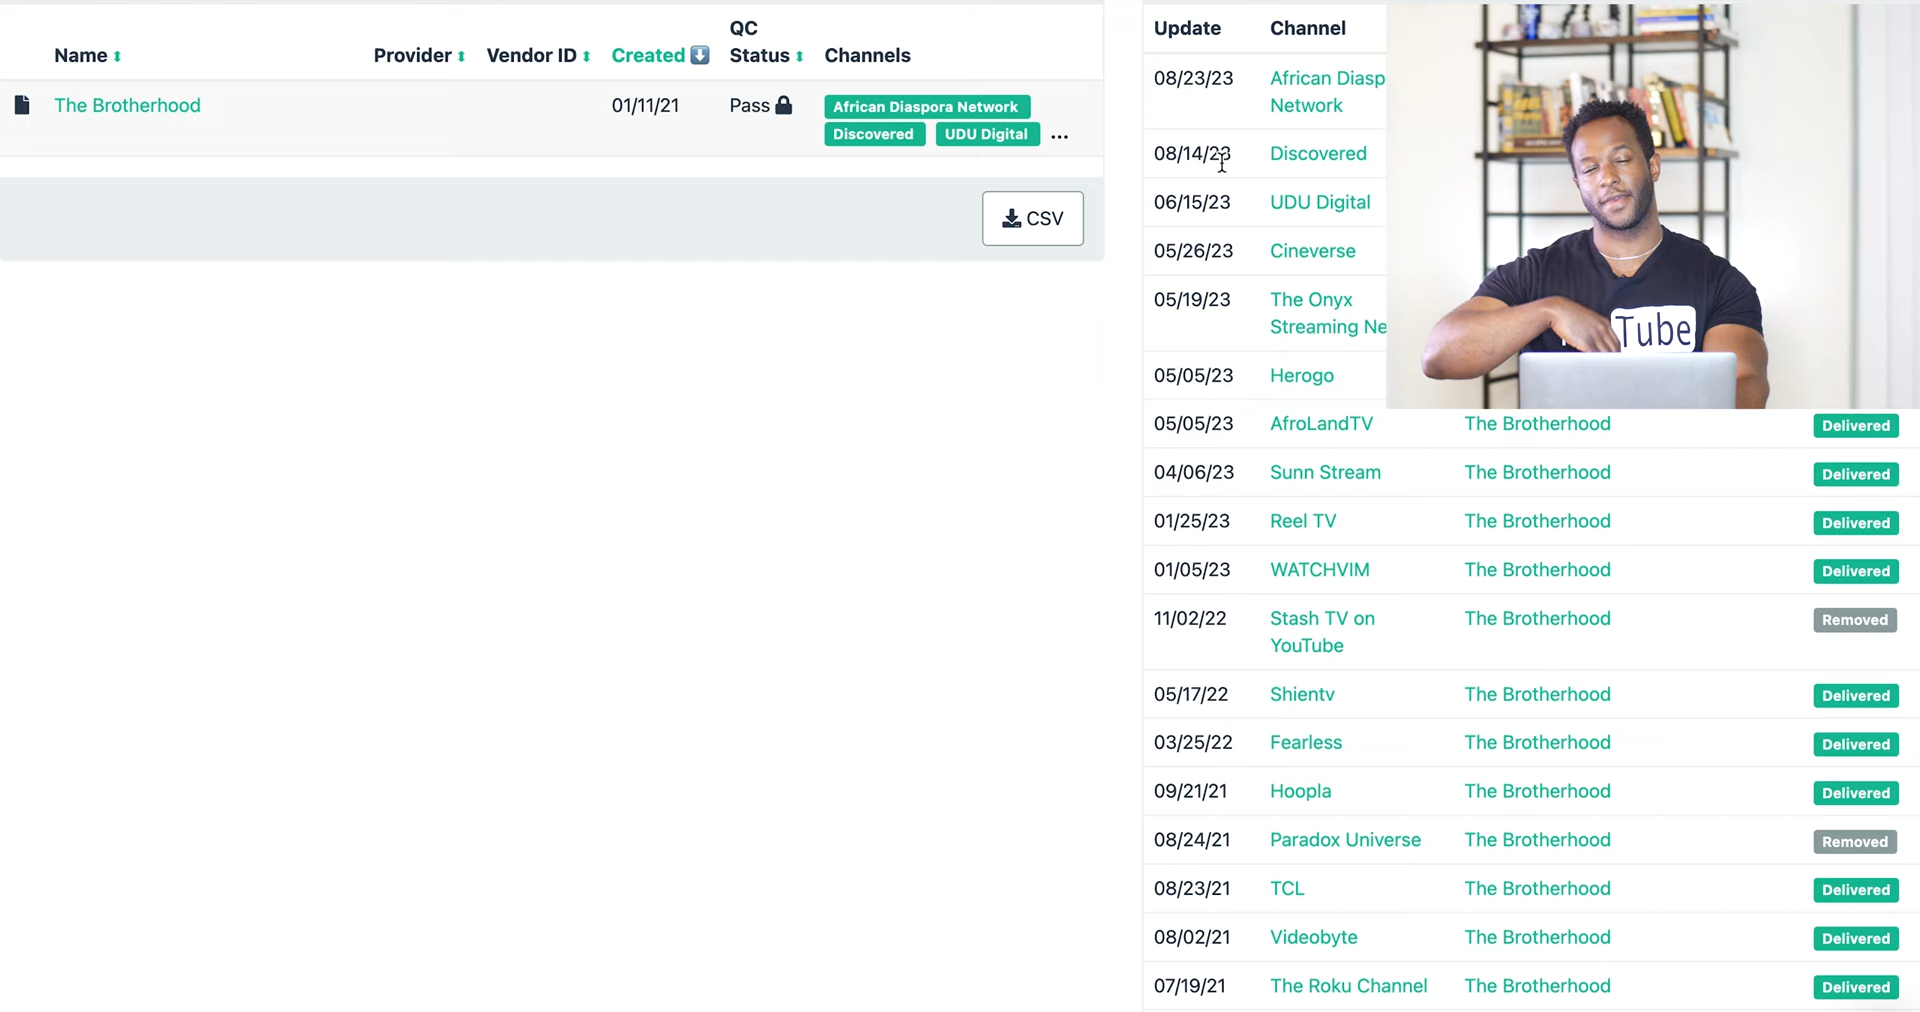 Name Provider Vendor ID Created QC Status Channels
The Brotherhood 01/11/21 Pass African Diaspora Network
Discovered UDU Digital ...
CSV
Update Channel
08/23/23 African Diasp
Network
08/14/23 Discovered
06/15/23 UDU Digital
05/26/23 Cineverse
05/19/23 The Onyx
Streaming Ne
05/05/23 Herogo
05/05/23 AfroLandTV The Brotherhood Delivered
04/06/23 Sunn Stream The Brotherhood Delivered
01/25/23 Reel TV The Brotherhood Delivered
01/05/23 WATCHVIM The Brotherhood Delivered
11/02/22 Stash TV on The Brotherhood Removed
YouTube
05/17/22 Shientv The Brotherhood Delivered
03/25/22 Fearless The Brotherhood Delivered
09/21/21 Hoopla The Brotherhood Delivered
08/24/21 Paradox Universe The Brotherhood Removed
08/23/21 TCL The Brotherhood Delivered
08/02/21 Videobyte The Brotherhood Delivered
07/19/21 The Roku Channel The Brotherhood Delivered
Tube